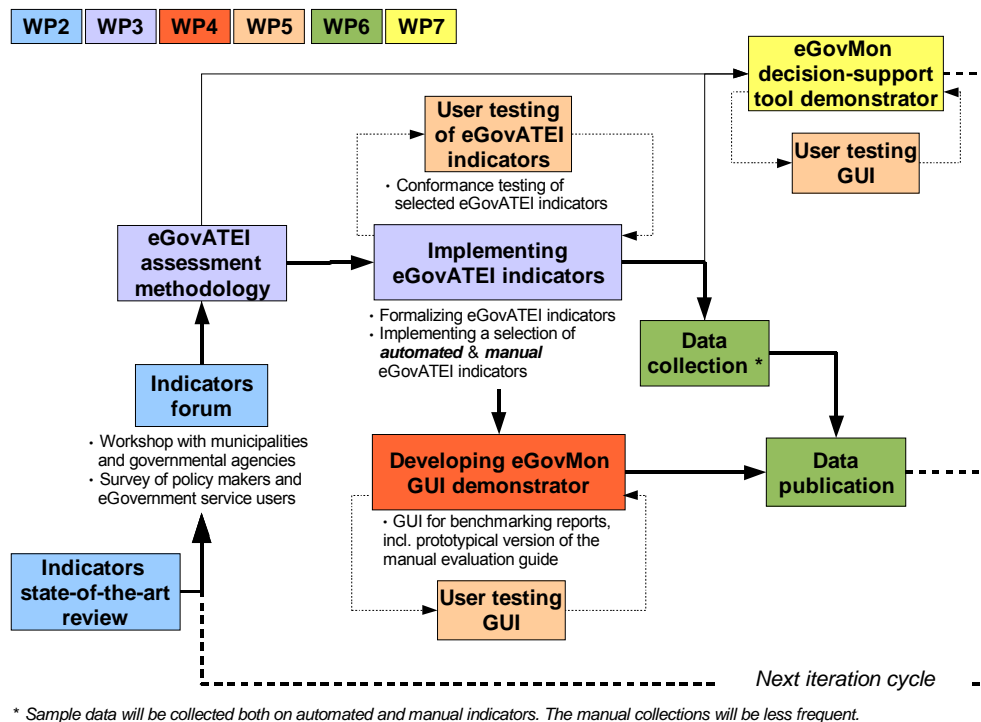 WP2 WP3 WP4 WP5 WP6 WP7
eGovMon
decision-support
tool demonstrator
User testing
GUI
User testing
of eGovATEI
indicators
· Conformance testing of
selected eGovATEI indicators
eGovATEI
assessment
methodology
Implementing
eGovATEI indicators
· Formalizing eGovATEI indicators
· Implementing a selection of
automated & manual
eGovATEI indicators
Data
collection *
Indicators
forum
· Workshop with municipalities
and governmental agencies
· Survey of policy makers and
eGovernment service users
Developing eGovMon
GUI demonstrator
· GUI for benchmarking reports,
incl. prototypical version of the
manual evaluation guide
Data
publication
Indicators
state-of-the-art
review
User testing
GUI
Next iteration cycle
* Sample data will be collected both on automated and manual indicators. The manual collections will be less frequent.